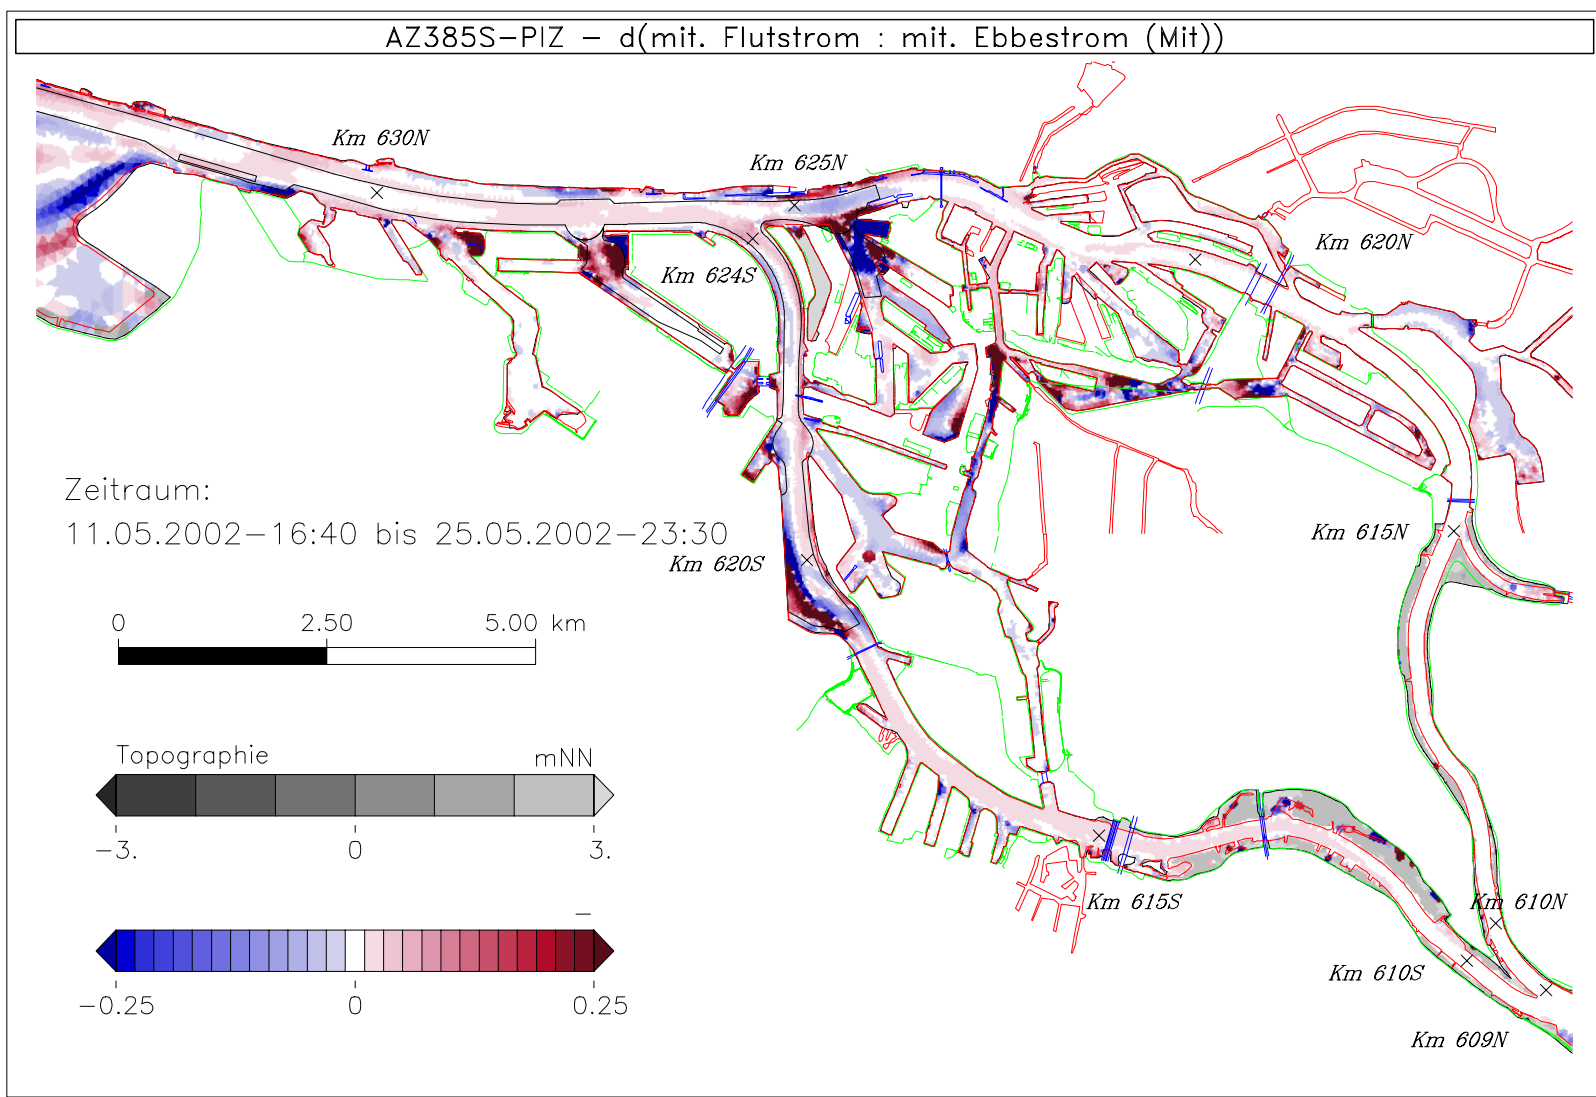 AZ385S-PIZ - d(mit. Flutstrom : mit. Ebbestrom (Mit))
Km 630N
Km 625N
Km 620N
Km 624S
Zeitraum:
11.05.2002-16:40 bis 25.05.2002-23:30
Km 615N
Km 620S
0 2.50 5.00 km
Topographie mNN
-3. 0 3.
Km 615S
Km 610N
Km 610S
-
-0.25 0 0.25
Km 609N